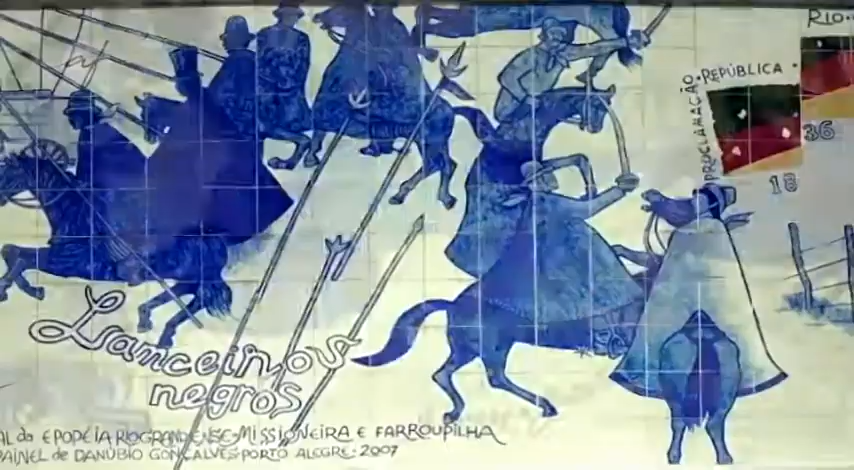 RIO
PROCLAMAÇÃO REPÚBLICA
18 36
Lanceiros
negros
AL da EPOPÉIA RIOGRANDENSE MISSIONEIRA E FARROUPILHA
PAINEL de DANÚBIO GONÇALVES PORTO ALEGRE 2007